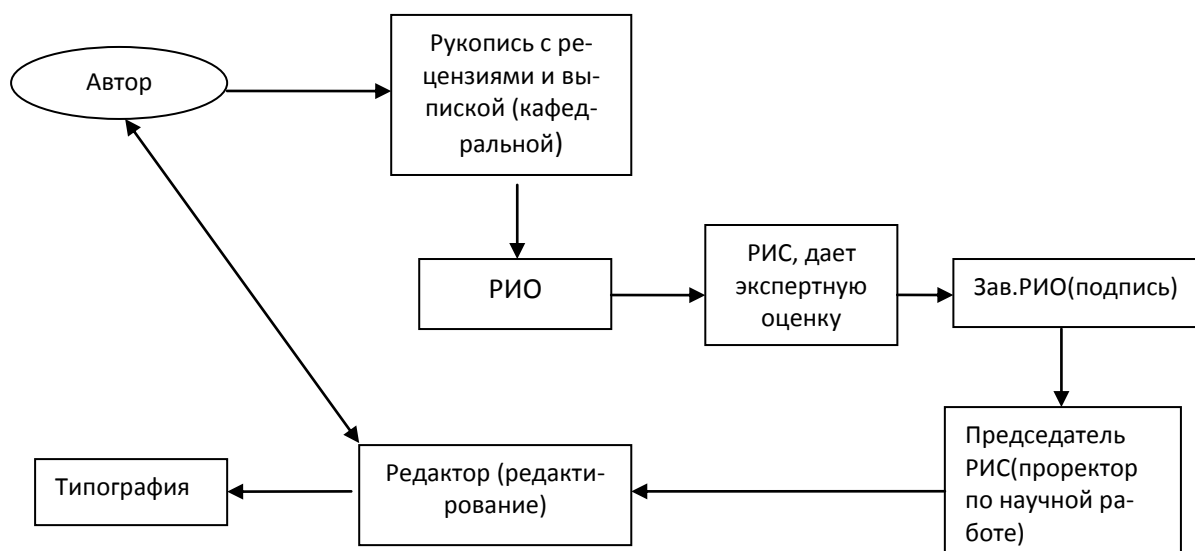 Автор
Рукопись с ре-
цензиями и вы-
пиской (кафед-
ральной)
РИО
РИС, дает
экспертную
оценку
Зав.РИО(подпись)
Председатель
РИС(проректор
по научной ра-
боте)
Редактор (редакти-
рование)
Типография